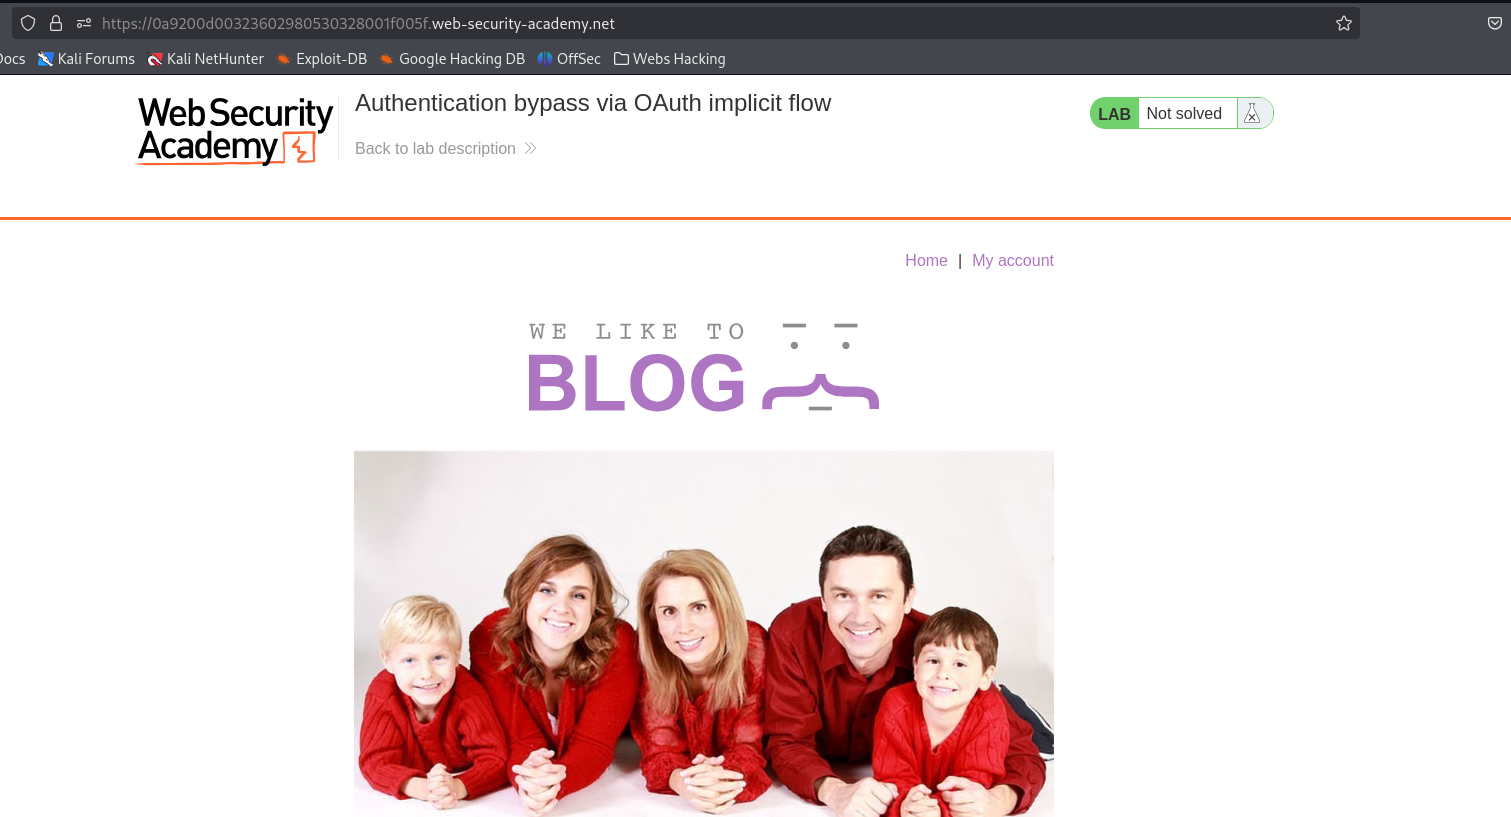 https://0a9200d00323602980530328001f005f.web-security-academy.net
Docs Kali Forums Kali NetHunter Exploit-DB Google Hacking DB OffSec Webs Hacking
Web Security
Academy
Authentication bypass via OAuth implicit flow
Back to lab description
LAB Not solved
Home | My account
WE LIKE TO
BLOG